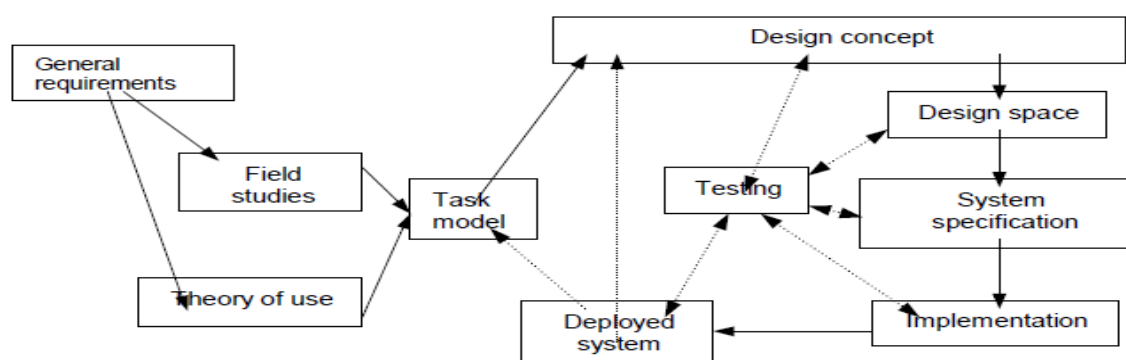 Design concept
General
requirements
Design space
Field
studies
Task
model
Testing
System
specification
Theory of use
Deployed
system
Implementation